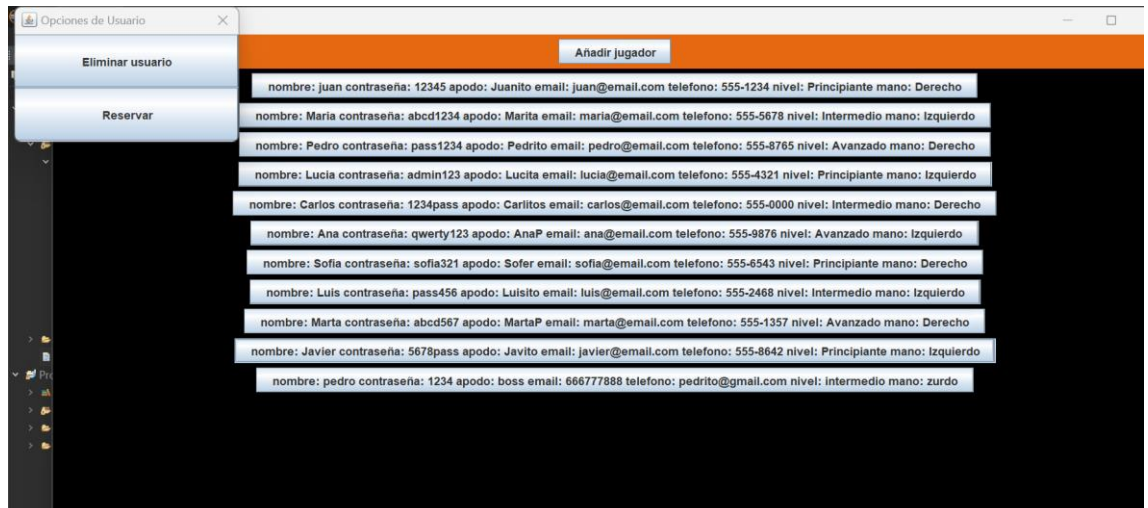 Opciones de Usuario
Eliminar usuario
Reservar
Añadir jugador
nombre: juan contraseña: 12345 apodo: Juanito email: juan@email.com telefono: 555-1234 nivel: Principiante mano: Derecho
nombre: Maria contraseña: abcd1234 apodo: Marita email: maria@email.com telefono: 555-5678 nivel: Intermedio mano: Izquierdo
nombre: Pedro contraseña: pass1234 apodo: Pedrito email: pedro@email.com telefono: 555-8765 nivel: Avanzado mano: Derecho
nombre: Lucia contraseña: admin123 apodo: Lucita email: lucia@email.com telefono: 555-4321 nivel: Principiante mano: Izquierdo
nombre: Carlos contraseña: 1234pass apodo: Carlitos email: carlos@email.com telefono: 555-0000 nivel: Intermedio mano: Derecho
nombre: Ana contraseña: qwerty123 apodo: AnaP email: ana@email.com telefono: 555-9876 nivel: Avanzado mano: Izquierdo
nombre: Sofia contraseña: sofia321 apodo: Sofer email: sofia@email.com telefono: 555-6543 nivel: Principiante mano: Derecho
nombre: Luis contraseña: pass456 apodo: Luisito email: luis@email.com telefono: 555-2468 nivel: Intermedio mano: Izquierdo
nombre: Marta contraseña: abcd567 apodo: MartaP email: marta@email.com telefono: 555-1357 nivel: Avanzado mano: Derecho
nombre: Javier contraseña: 5678pass apodo: Javito email: javier@email.com telefono: 555-8642 nivel: Principiante mano: Izquierdo
nombre: pedro contraseña: 1234 apodo: boss email: 666777888 telefono: pedrito@gmail.com nivel: intermedio mano: zurdo